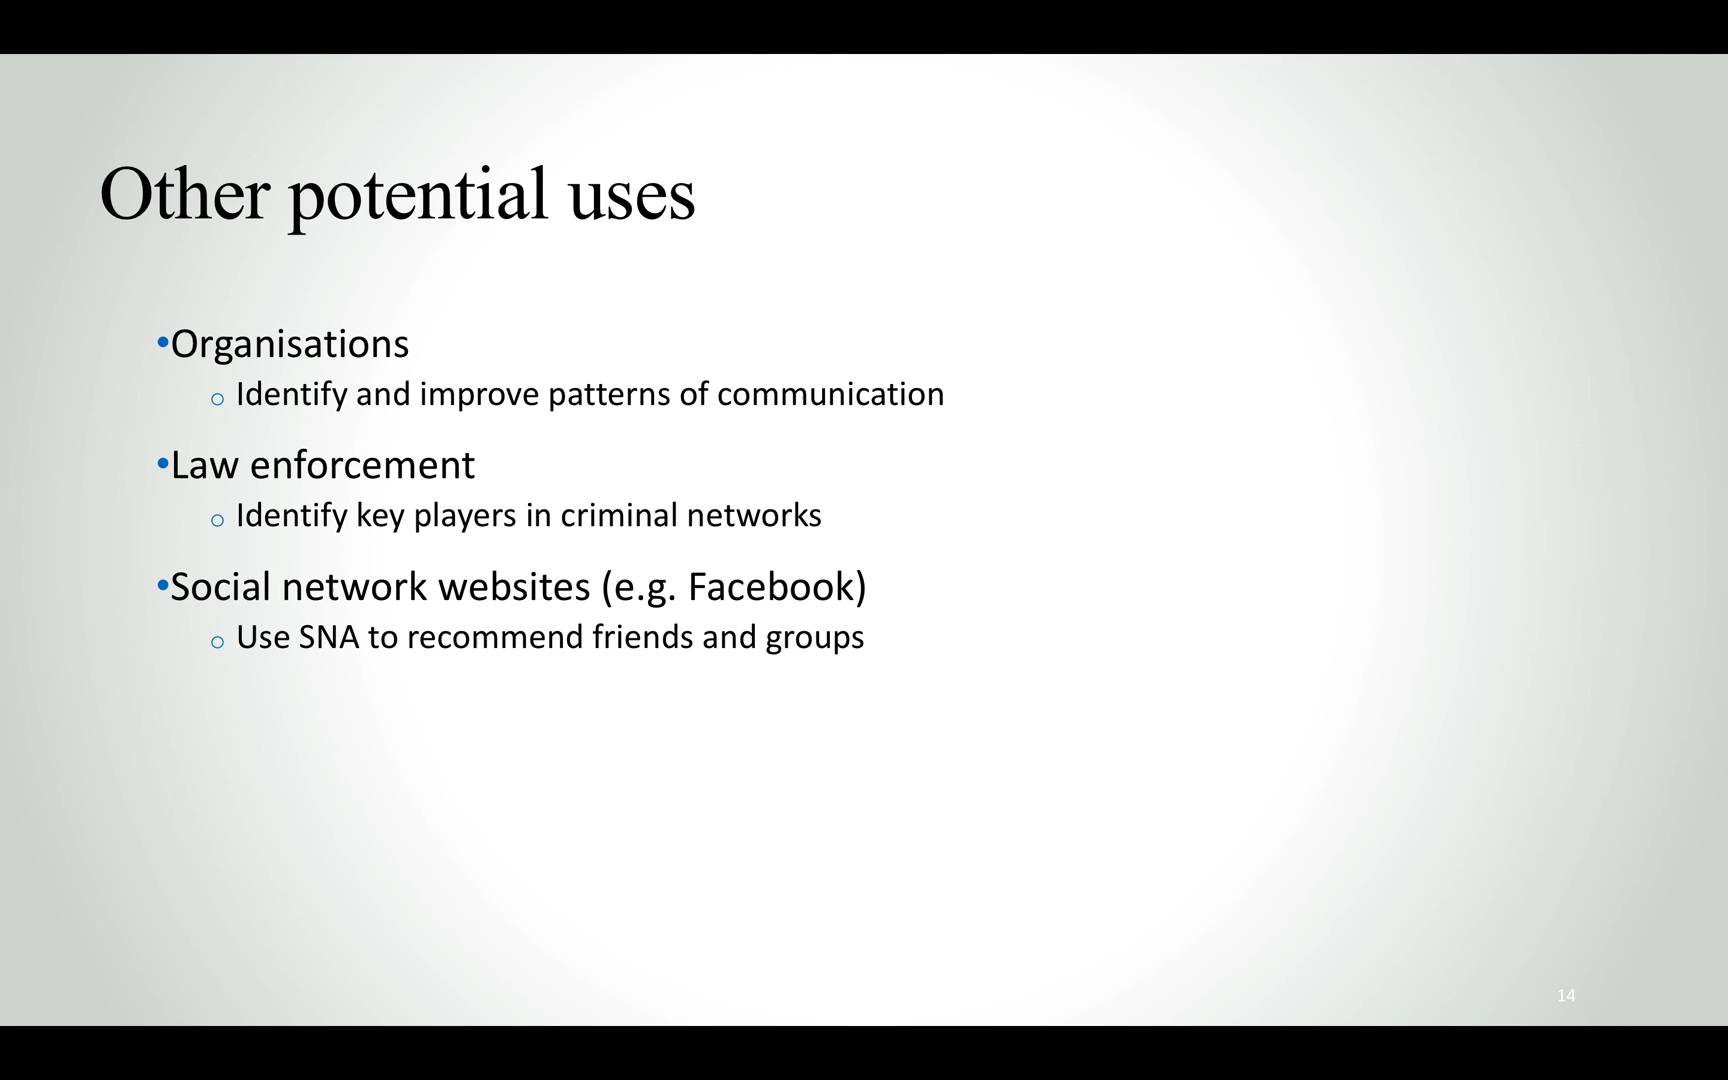 Other potential uses
•Organisations
o Identify and improve patterns of communication
•Law enforcement
o Identify key players in criminal networks
•Social network websites (e.g. Facebook)
o Use SNA to recommend friends and groups
14